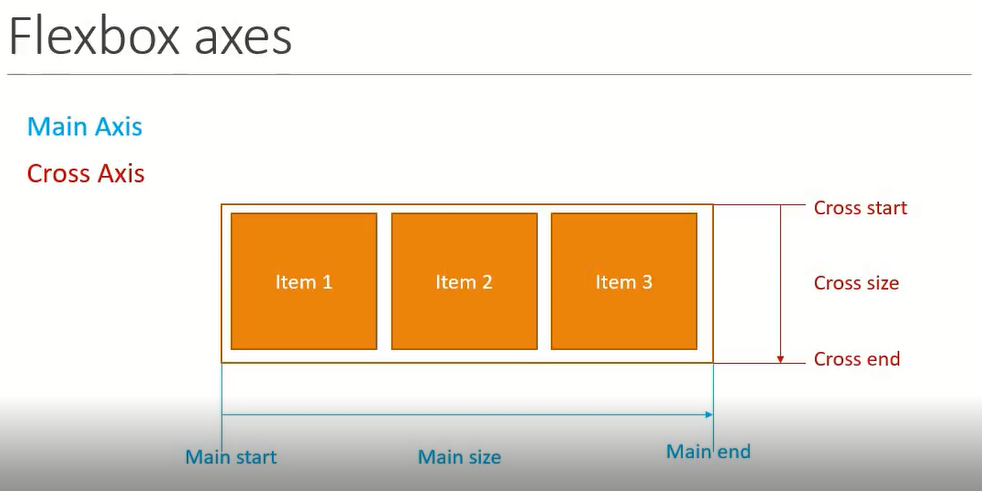 Flexbox axes
Main Axis
Cross Axis
Cross start
Item 1 Item 2 Item 3
Cross size
Cross end
Main start Main size Main end